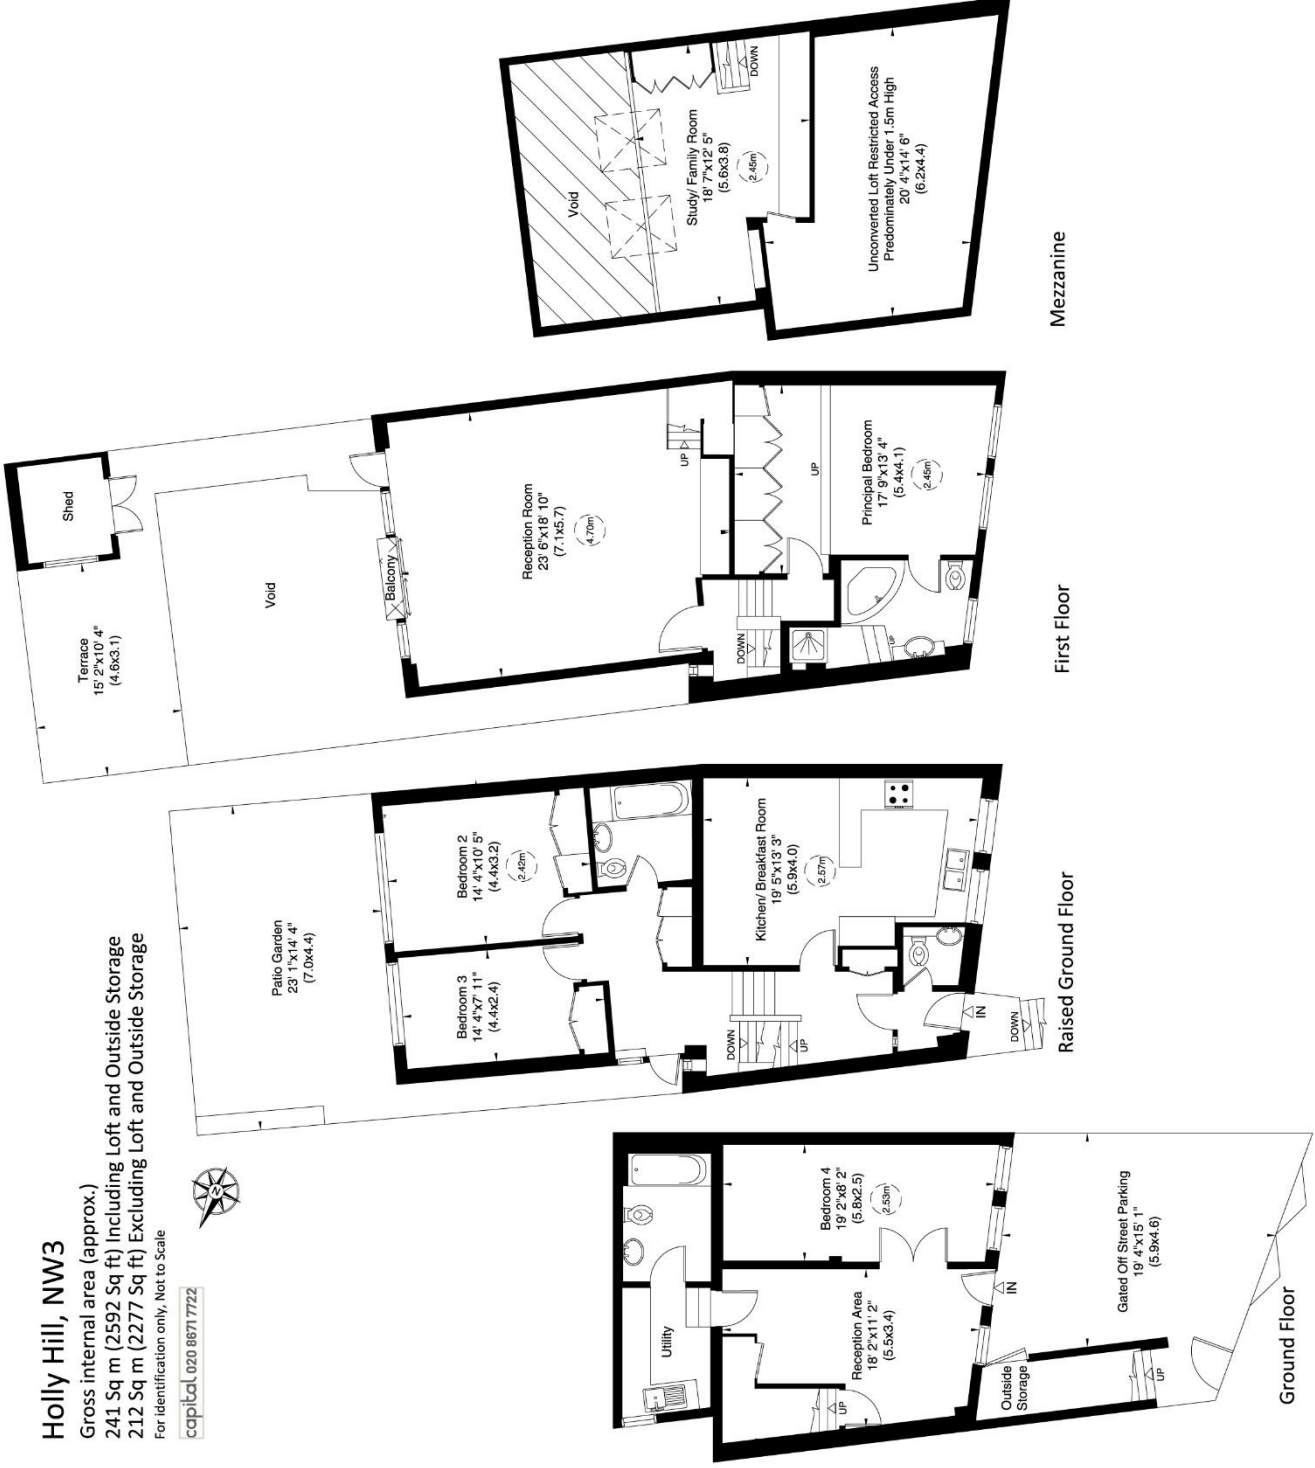 Holly Hill, NW3
Gross internal area (approx.)
241 Sq m (2592 Sq ft) Including Loft and Outside Storage
212 Sq m (2277 Sq ft) Excluding Loft and Outside Storage
For identification only, Not to Scale
capital 020 8671 7722
N
Utility
Reception Area
18' 2"x11' 2"
(5.5x3.4)
UP
Bedroom 4
19' 2"x8' 2"
(5.8x2.5)
2.53m
IN
Outside
Storage
UP
Gated Off Street Parking
19' 4"x15' 1"
(5.9x4.6)
Ground Floor
Patio Garden
23' 1"x14' 4"
(7.0x4.4)
Bedroom 3
14' 4"x7' 11"
(4.4x2.4)
Bedroom 2
14' 4"x10' 5"
(4.4x3.2)
2.42m
DOWN
UP
Kitchen/ Breakfast Room
19' 5"x13' 3"
(5.9x4.0)
2.57m
IN
DOWN
Raised Ground Floor
Terrace
15' 2"x10' 4"
(4.6x3.1)
Shed
Void
Balcony
Reception Room
23' 6"x18' 10"
(7.1x5.7)
4.70m
UP
DOWN
UP
UP
Principal Bedroom
17' 9"x13' 4"
(5.4x4.1)
2.45m
First Floor
Void
Study/ Family Room
18' 7"x12' 5"
(5.6x3.8)
2.45m
DOWN
Unconverted Loft Restricted Access
Predominately Under 1.5m High
20' 4"x14' 6"
(6.2x4.4)
Mezzanine